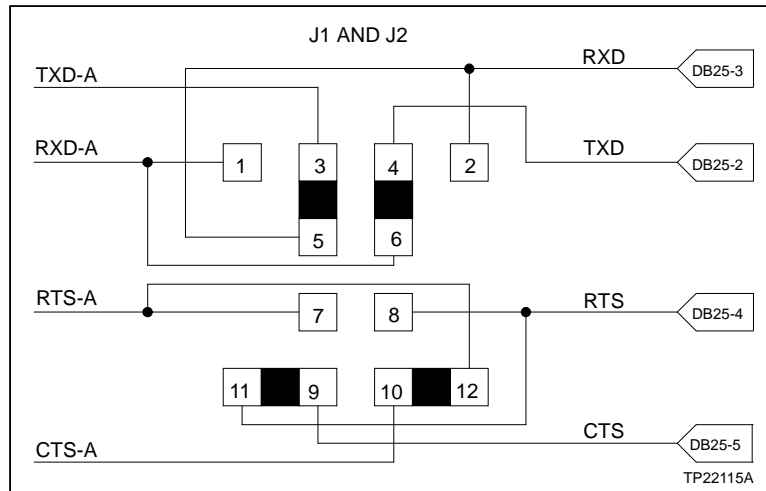 J1 AND J2
TXD-A
RXD
DB25-3
RXD-A
1
3
4
2
TXD
DB25-2
5
6
RTS-A
7
8
RTS
DB25-4
11
9
10
12
CTS-A
CTS
DB25-5
TP22115A